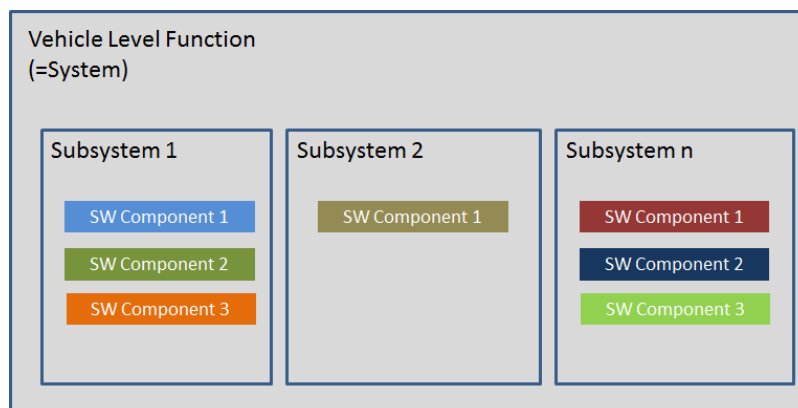 Vehicle Level Function
(=System)
Subsystem 1
SW Component 1
SW Component 2
SW Component 3
Subsystem 2
SW Component 1
Subsystem n
SW Component 1
SW Component 2
SW Component 3